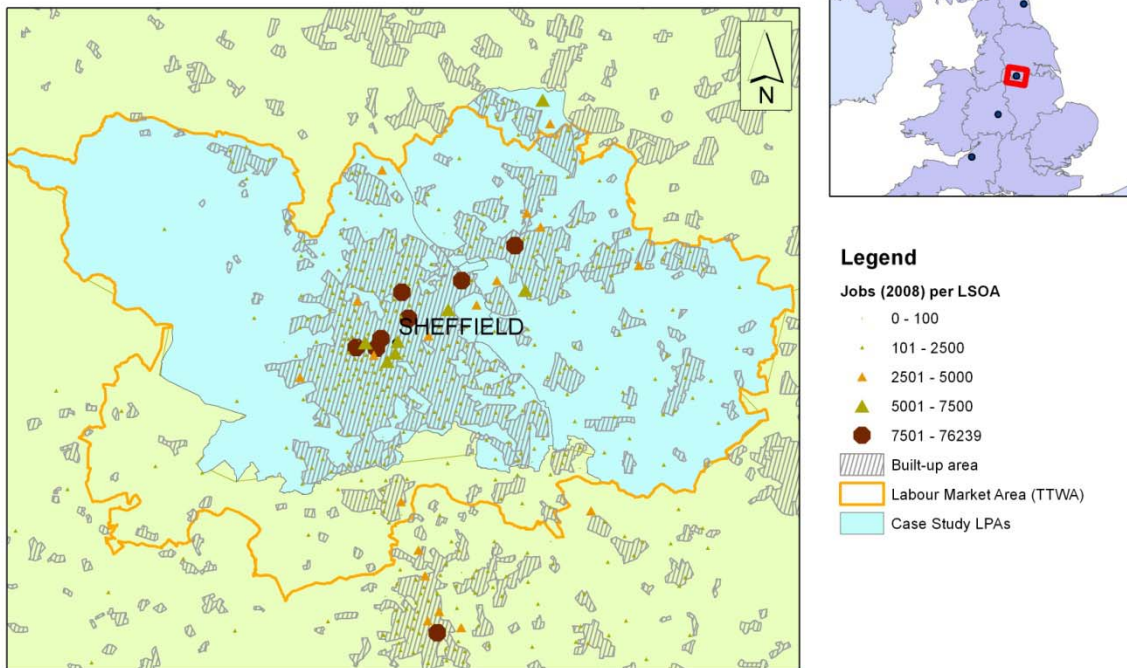 N
SHEFFIELD
Legend
Jobs (2008) per LSOA
0 - 100
101 - 2500
2501 - 5000
5001 - 7500
7501 - 76239
Built-up area
Labour Market Area (TTWA)
Case Study LPAs